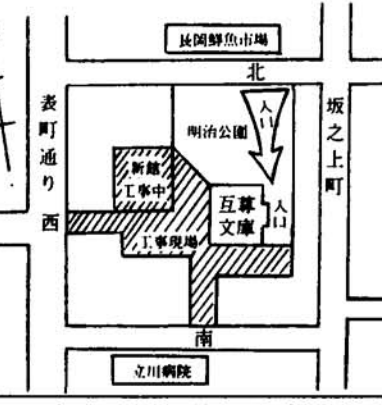 長岡鮮魚市場
北
表町通り
坂之上町
入口
明治公園
新館
工事中
互尊
文庫
入口
西
工事現場
南
立川病院